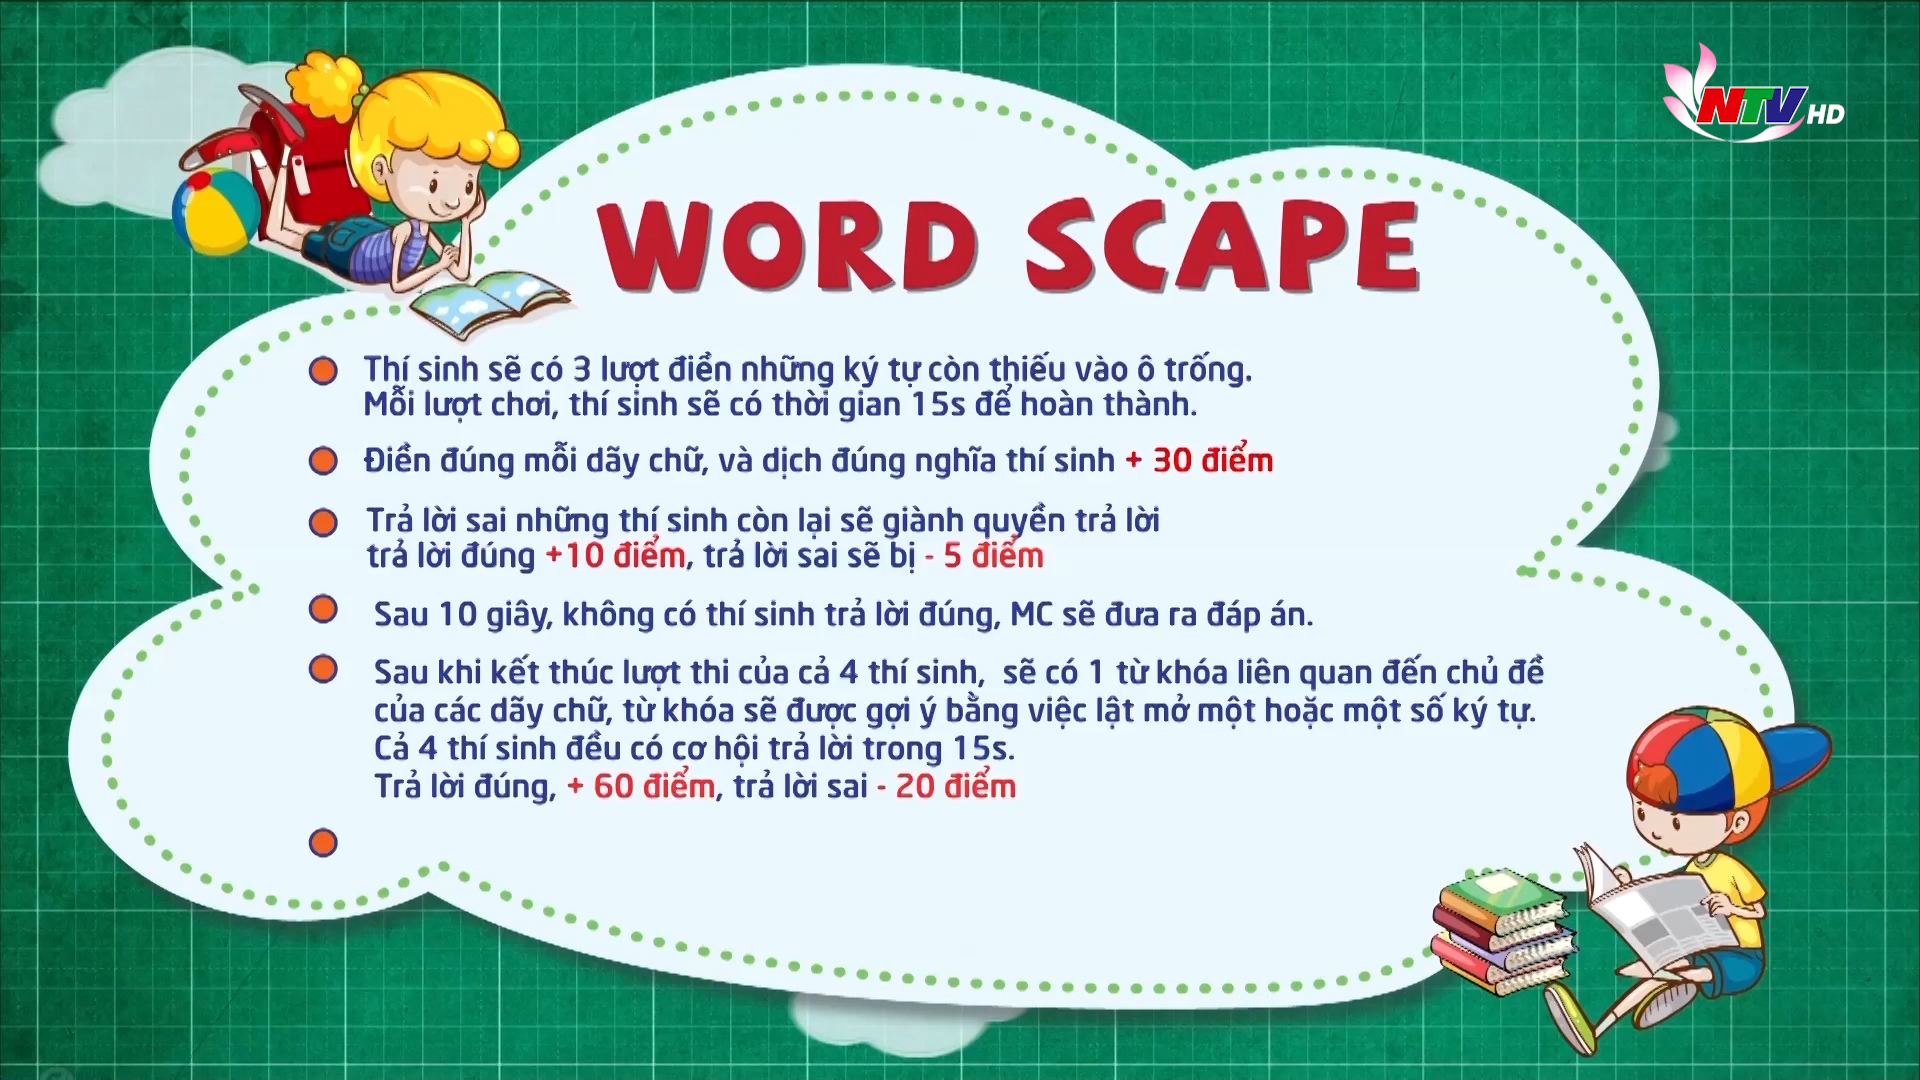 NTV HD
WORD SCAPE
Thí sinh sẽ có 3 lượt điền những ký tự còn thiếu vào ô trống.
Mỗi lượt chơi, thí sinh sẽ có thời gian 15s để hoàn thành.
Điền đúng mỗi dãy chữ, và dịch đúng nghĩa thí sinh + 30 điểm
Trả lời sai những thí sinh còn lại sẽ giành quyền trả lời
trả lời đúng +10 điểm, trả lời sai sẽ bị - 5 điểm
Sau 10 giây, không có thí sinh trả lời đúng, MC sẽ đưa ra đáp án.
Sau khi kết thúc lượt thi của cả 4 thí sinh, sẽ có 1 từ khóa liên quan đến chủ đề
của các dãy chữ, từ khóa sẽ được gợi ý bằng việc lật mở một hoặc một số ký tự.
Cả 4 thí sinh đều có cơ hội trả lời trong 15s.
Trả lời đúng, + 60 điểm, trả lời sai - 20 điểm